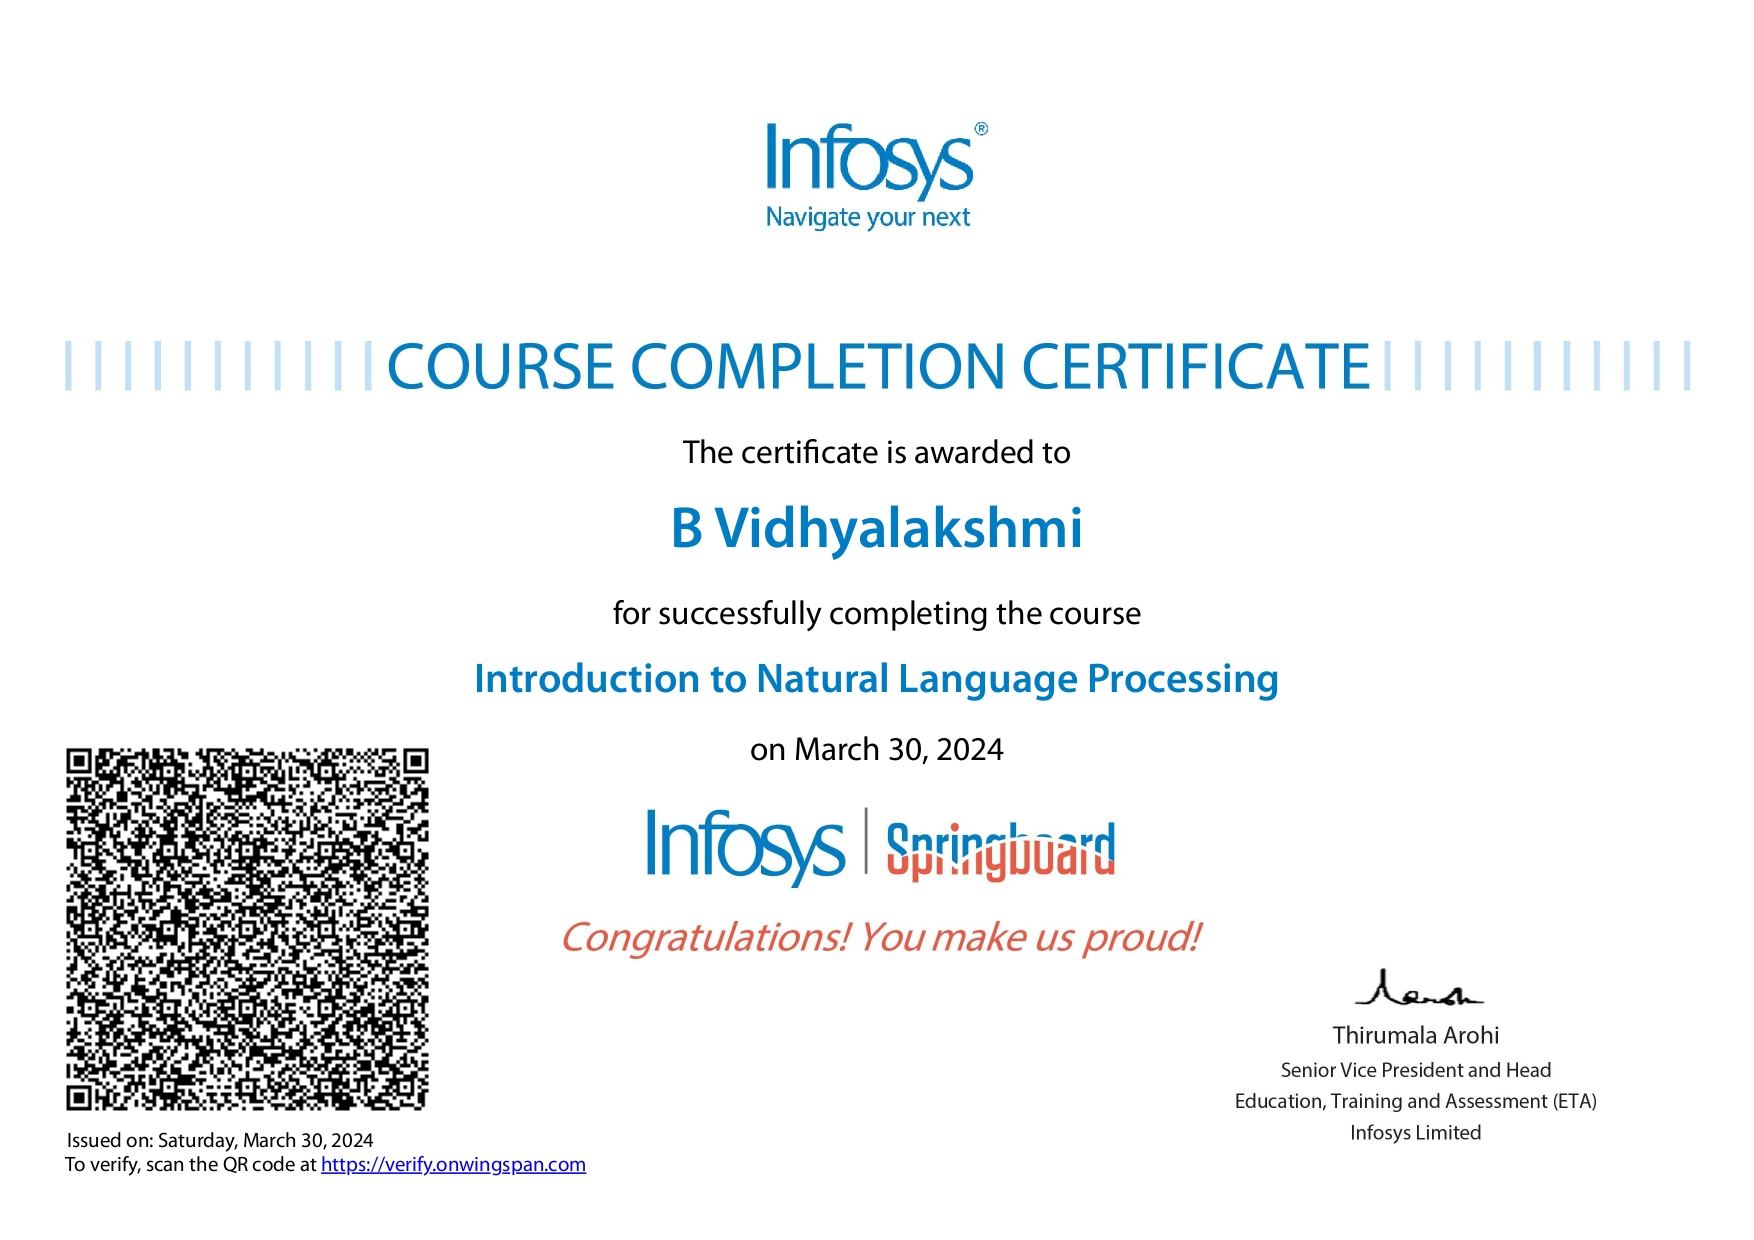 Infosys®
Navigate your next
COURSE COMPLETION CERTIFICATE
The certificate is awarded to
B Vidhyalakshmi
for successfully completing the course
Introduction to Natural Language Processing
on March 30, 2024
Infosys | Springboard
Congratulations! You make us proud!
Thirumala Arohi
Senior Vice President and Head
Education, Training and Assessment (ETA)
Infosys Limited
Issued on: Saturday, March 30, 2024
To verify, scan the QR code at https://verify.onwingspan.com